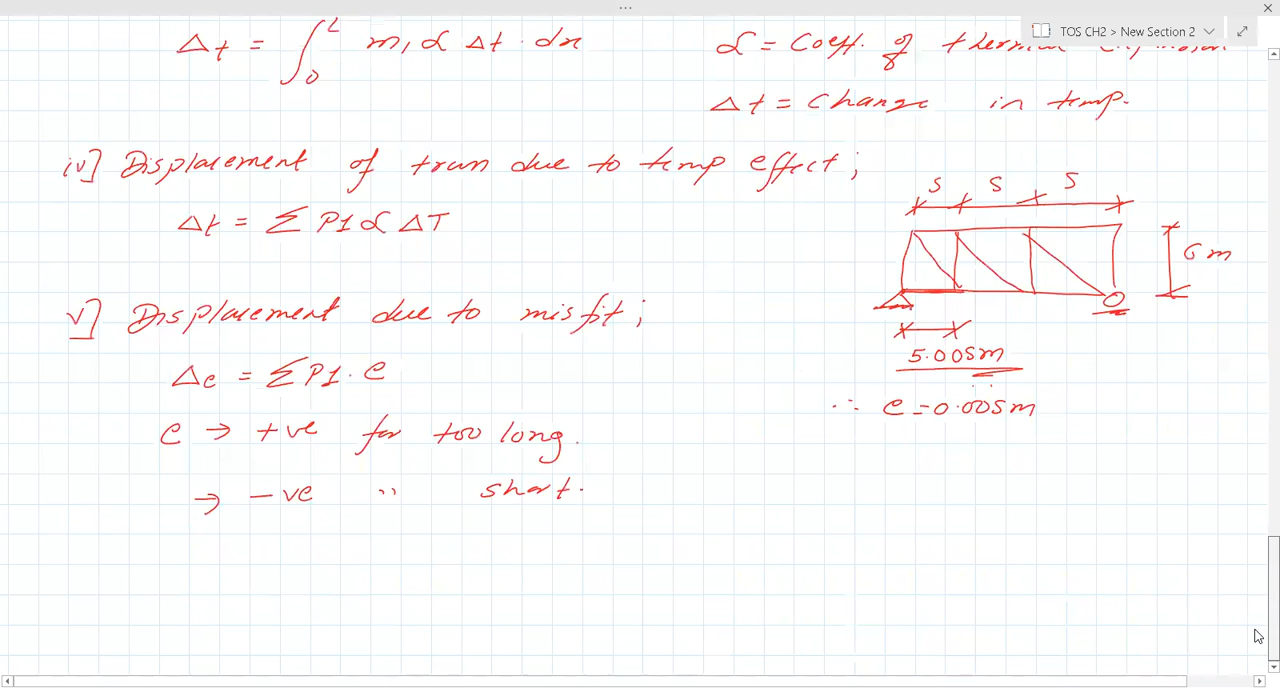 TOS CH2 > New Section 2
Δt = ∫₀ᴸ m₁ α Δt · dx
α = Coeff. of thermal
Δt = Change in temp.
iv] Displacement of truss due to temp effect;
Δt = Σ P1 α ΔT
5 5 5
6 m
v] Displacement due to misfit;
5.005m
Δe = Σ P1 · e
∴ e = 0.005m
e → +ve for too long.
→ -ve '' short.